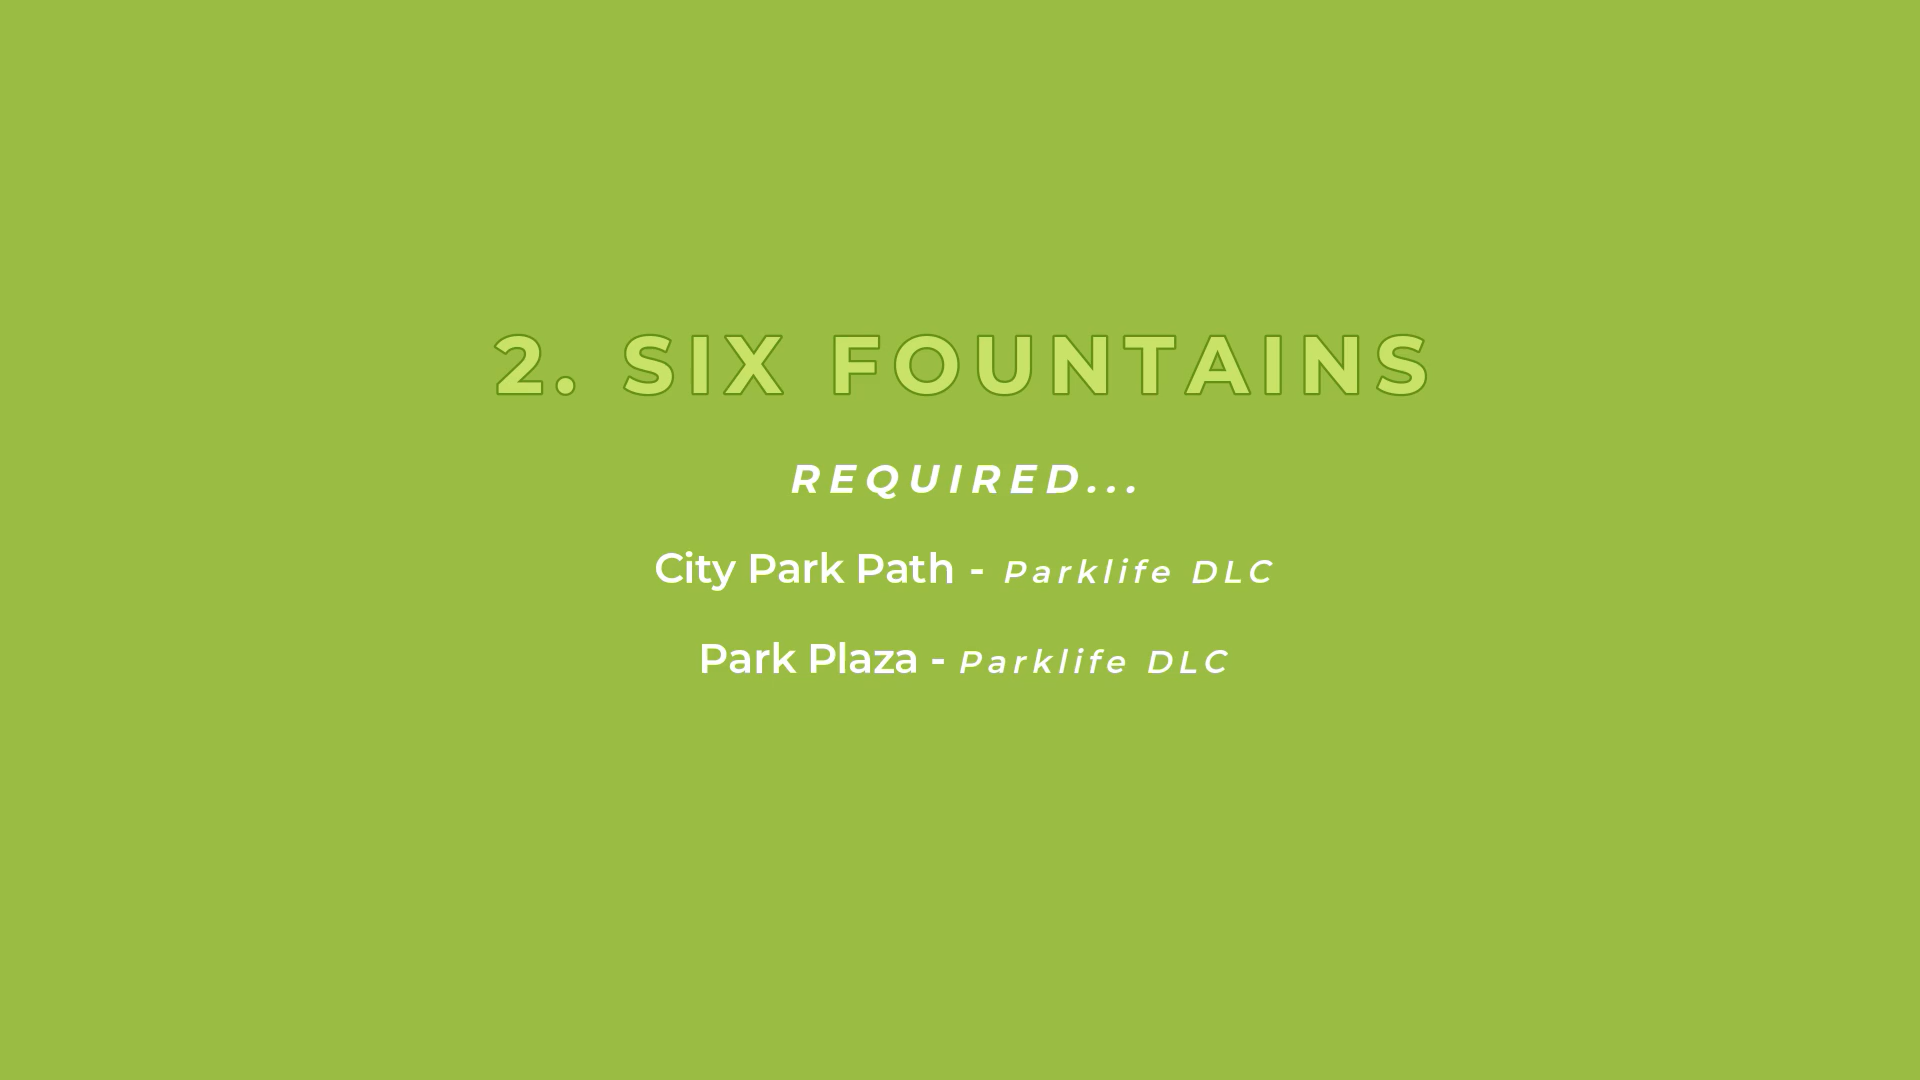 2. SIX FOUNTAINS
REQUIRED...
City Park Path - Parklife DLC
Park Plaza - Parklife DLC